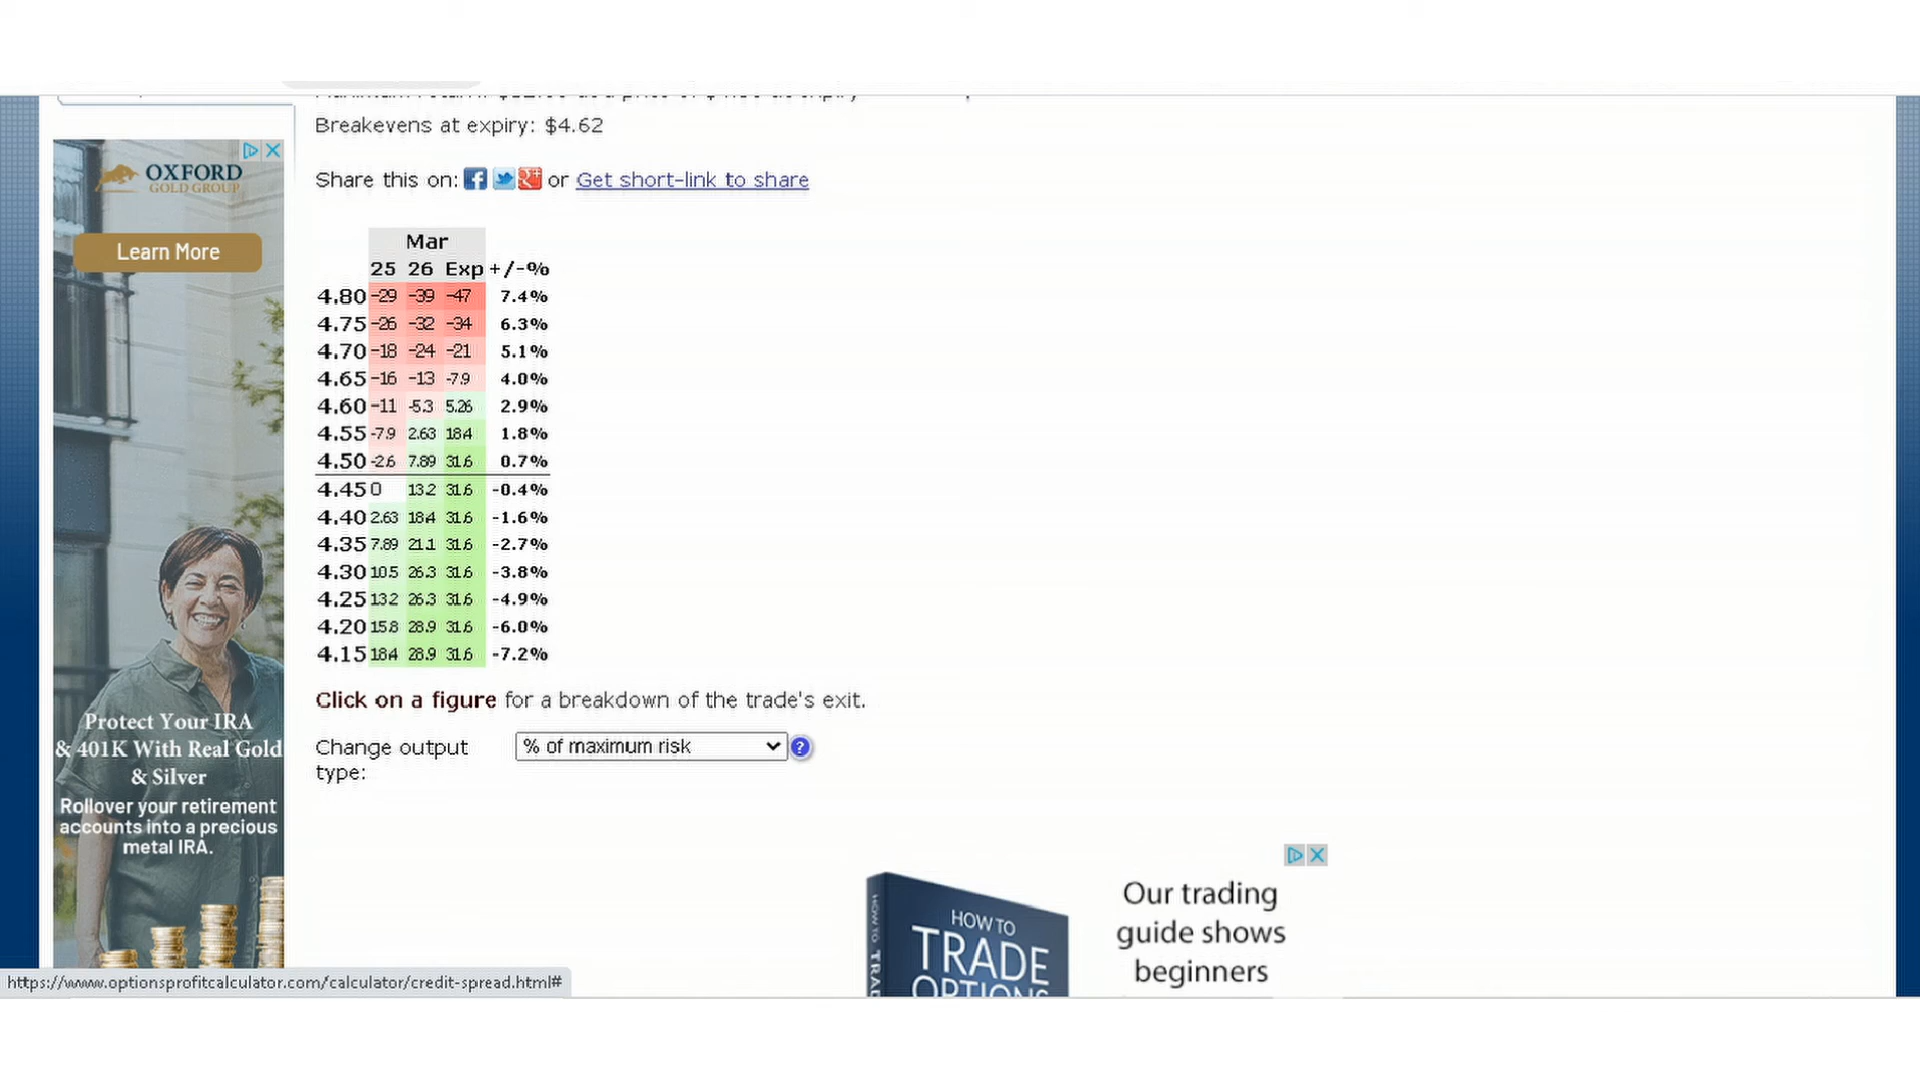 Breakevens at expiry: $4.62
Share this on: or Get short-link to share
OXFORD
GOLD GROUP
Learn More
Protect Your IRA
& 401K With Real Gold
& Silver
Rollover your retirement
accounts into a precious
metal IRA.
Mar
25 26 Exp +/-%
4.80 -29 -39 -47 7.4%
4.75 -26 -32 -34 6.3%
4.70 -18 -24 -21 5.1%
4.65 -16 -13 -7.9 4.0%
4.60 -11 -5.3 5.26 2.9%
4.55 -7.9 2.63 18.4 1.8%
4.50 -2.6 7.89 31.6 0.7%
4.45 0 13.2 31.6 -0.4%
4.40 2.63 18.4 31.6 -1.6%
4.35 7.89 21.1 31.6 -2.7%
4.30 10.5 26.3 31.6 -3.8%
4.25 13.2 26.3 31.6 -4.9%
4.20 15.8 28.9 31.6 -6.0%
4.15 18.4 28.9 31.6 -7.2%
Click on a figure for a breakdown of the trade's exit.
Change output % of maximum risk ?
type:
HOW TO
TRADE
OPTIONS
HOW TO TRA
Our trading
guide shows
beginners
https://www.optionsprofitcalculator.com/calculator/credit-spread.html#